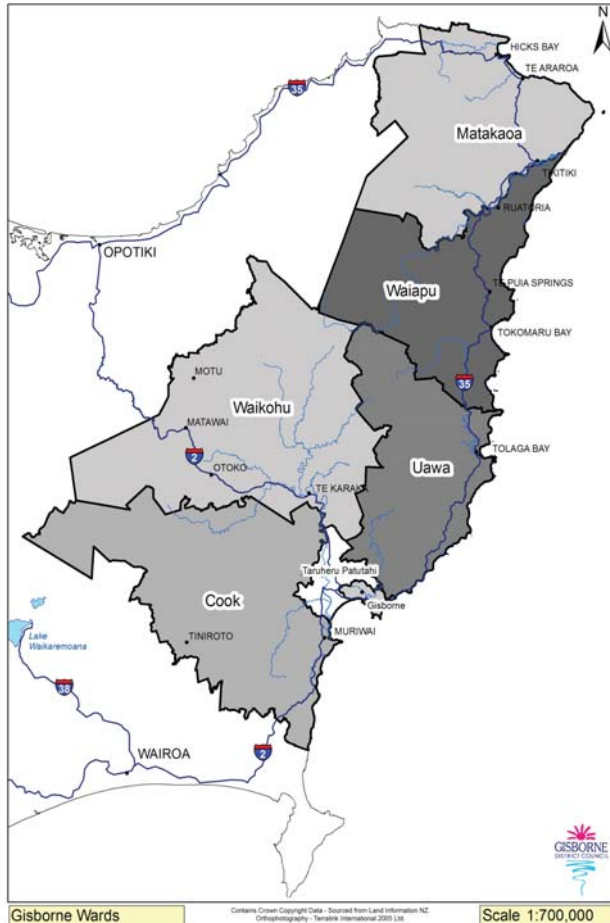 N
HICKS BAY
TE ARAROA
35
Matakaoa
TIKITIKI
RUATORIA
OPOTIKI
Waiapu
TE PUIA SPRINGS
TOKOMARU BAY
MOTU
35
Waikohu
MATAWAI
TOLAGA BAY
2
Uawa
OTOKO
TE KARAKA
Taruheru Patutahi
Cook
Gisborne
MURIWAI
Lake
Waikaremoana
TINIROTO
38
2
WAIROA
GISBORNE
DISTRICT COUNCIL
Gisborne Wards
Contains Crown Copyright Data - Sourced from Land Information NZ.
Orthophotography - Terralink International 2005 Ltd.
Scale 1:700,000